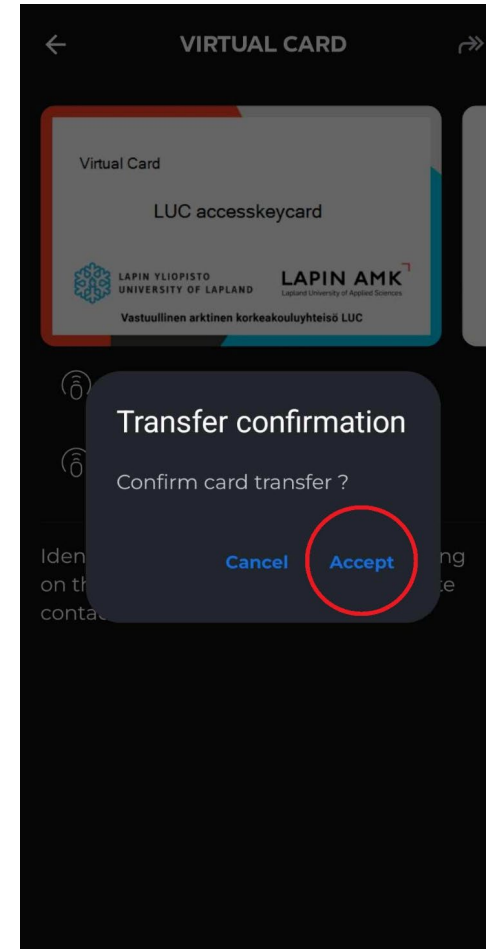 VIRTUAL CARD
Virtual Card
LUC accesskeycard
LAPIN YLIOPISTO
UNIVERSITY OF LAPLAND
LAPIN AMK
Lapland University of Applied Sciences
Vastuullinen arktinen korkeakouluyhteisö LUC
Transfer confirmation
Confirm card transfer ?
Cancel Accept